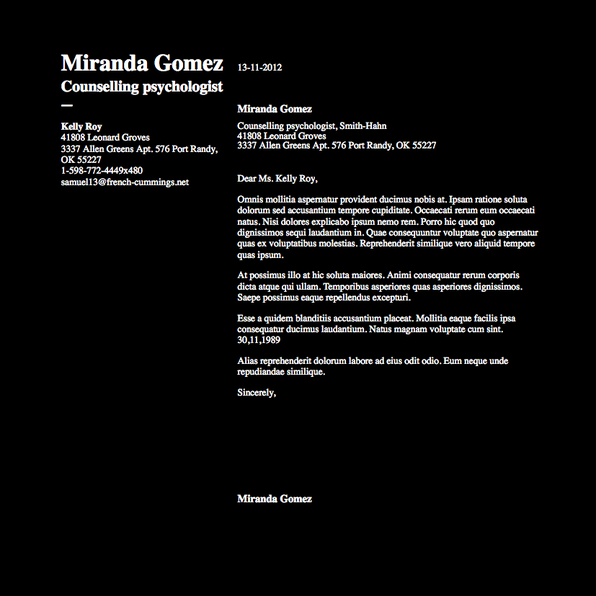 Miranda Gomez
Counselling psychologist
—
Kelly Roy
41808 Leonard Groves
3337 Allen Greens Apt. 576 Port Randy,
OK 55227
1-598-772-4449x480
samuel13@french-cummings.net
13-11-2012
Miranda Gomez
Counselling psychologist, Smith-Hahn
41808 Leonard Groves
3337 Allen Greens Apt. 576 Port Randy, OK 55227
Dear Ms. Kelly Roy,
Omnis mollitia aspernatur provident ducimus nobis at. Ipsam ratione soluta
dolorum sed accusantium tempore cupiditate. Occaecati rerum eum occaecati
natus. Nisi dolores explicabo ipsum nemo rem. Porro hic quod quo
dignissimos sequi laudantium in. Quae consequuntur voluptate quo aspernatur
quas ex voluptatibus molestias. Reprehenderit similique vero aliquid tempore
quas ipsum.
At possimus illo at hic soluta maiores. Animi consequatur rerum corporis
dicta atque qui ullam. Temporibus asperiores quas asperiores dignissimos.
Saepe possimus eaque repellendus excepturi.
Esse a quidem blanditiis accusantium placeat. Mollitia eaque facilis ipsa
consequatur ducimus laudantium. Natus magnam voluptate cum sint.
30,11,1989
Alias reprehenderit dolorum labore ad eius odit odio. Eum neque unde
repudiandae similique.
Sincerely,
Miranda Gomez